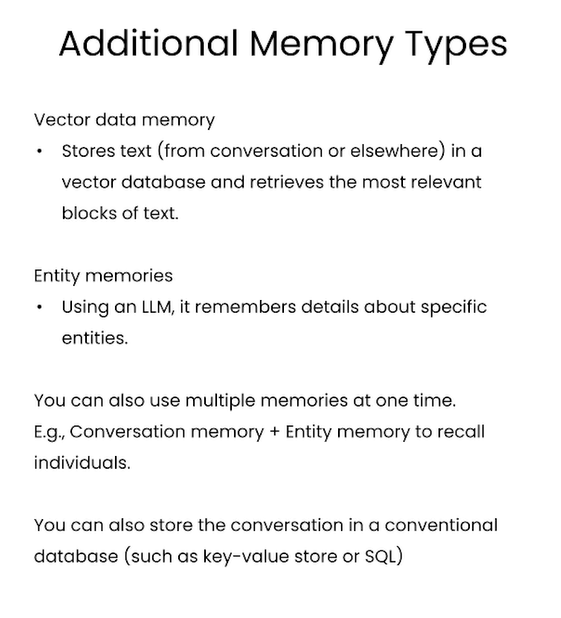 Additional Memory Types
Vector data memory
• Stores text (from conversation or elsewhere) in a
vector database and retrieves the most relevant
blocks of text.
Entity memories
• Using an LLM, it remembers details about specific
entities.
You can also use multiple memories at one time.
E.g., Conversation memory + Entity memory to recall
individuals.
You can also store the conversation in a conventional
database (such as key-value store or SQL)